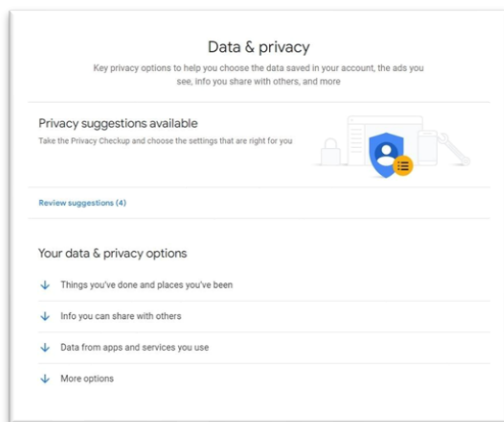 Data & privacy
Key privacy options to help you choose the data saved in your account, the ads you
see, info you share with others, and more
Privacy suggestions available
Take the Privacy Checkup and choose the settings that are right for you
Review suggestions (4)
Your data & privacy options
Things you've done and places you've been
Info you can share with others
Data from apps and services you use
More options